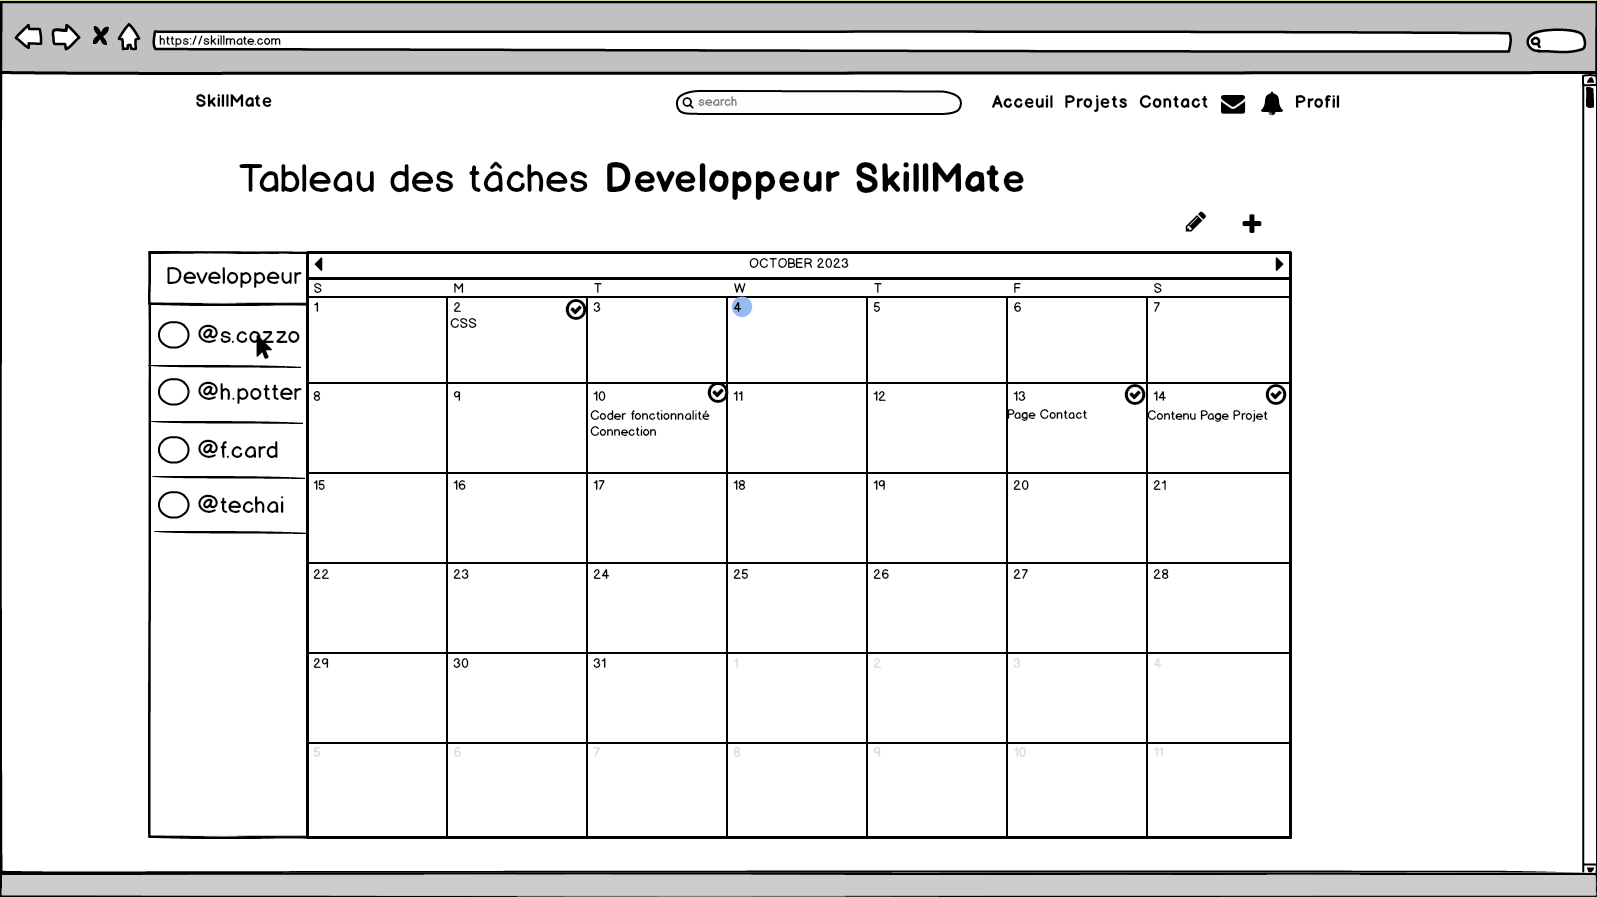 https://skillmate.com
SkillMate
search
Acceuil Projets Contact Profil
Tableau des tâches Developpeur SkillMate
Developpeur
@s.cozzo
@h.potter
@f.card
@techai
OCTOBER 2023
S M T W T F S
1 2 3 4 5 6 7
CSS
8 9 10 11 12 13 14
Coder fonctionnalité
Connection
Page Contact
Contenu Page Projet
15 16 17 18 19 20 21
22 23 24 25 26 27 28
29 30 31 1 2 3 4
5 6 7 8 9 10 11